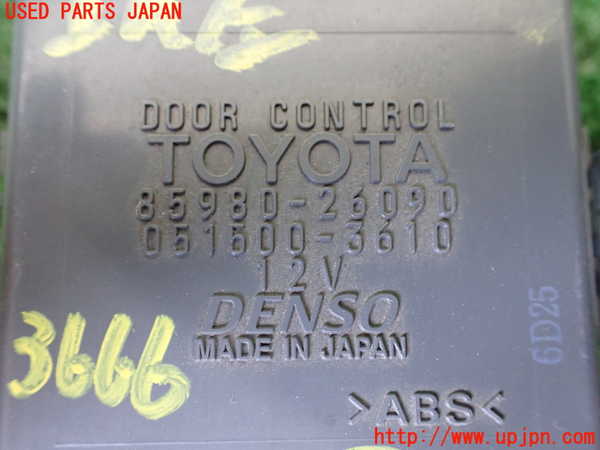 USED PARTS JAPAN
DOOR CONTROL
TOYOTA
85980-26090
051500-3610
12V
DENSO
MADE IN JAPAN
6D25
3666
>ABS<
http://www.upjpn.com